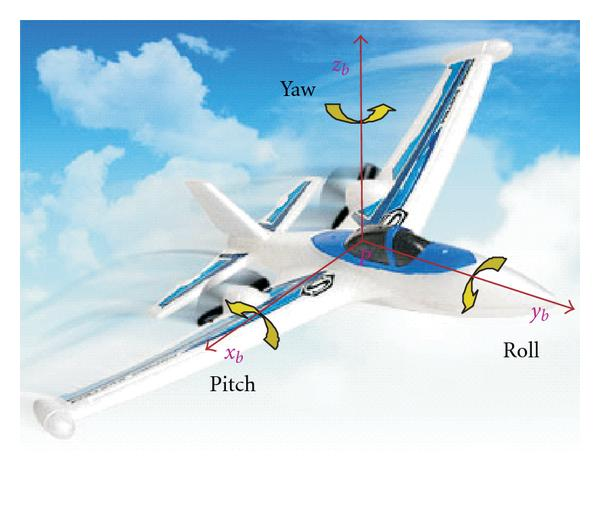 z_b
Yaw
P
y_b
x_b
Roll
Pitch